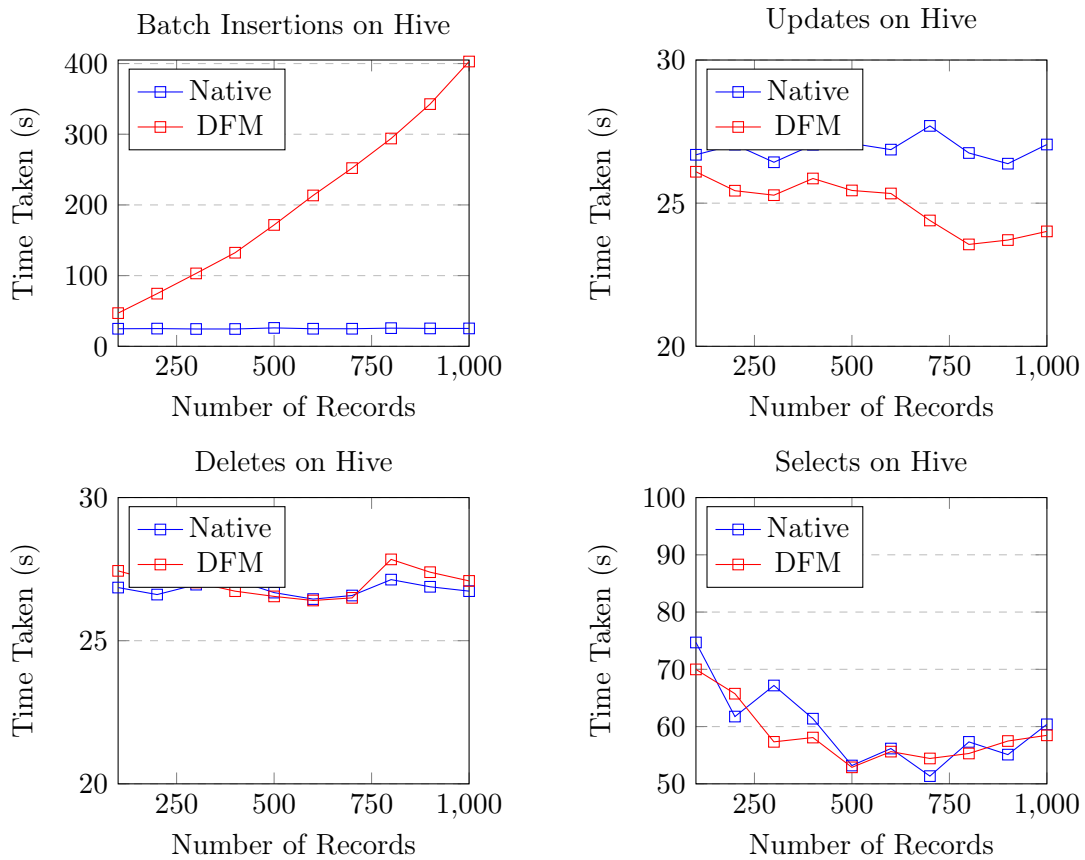 Batch Insertions on Hive
400
300
200
100
0
Time Taken (s)
Native
DFM
250
500
750
1,000
Number of Records
Updates on Hive
30
25
20
Time Taken (s)
Native
DFM
250
500
750
1,000
Number of Records
Deletes on Hive
30
25
20
Time Taken (s)
Native
DFM
250
500
750
1,000
Number of Records
Selects on Hive
100
90
80
70
60
50
Time Taken (s)
Native
DFM
250
500
750
1,000
Number of Records